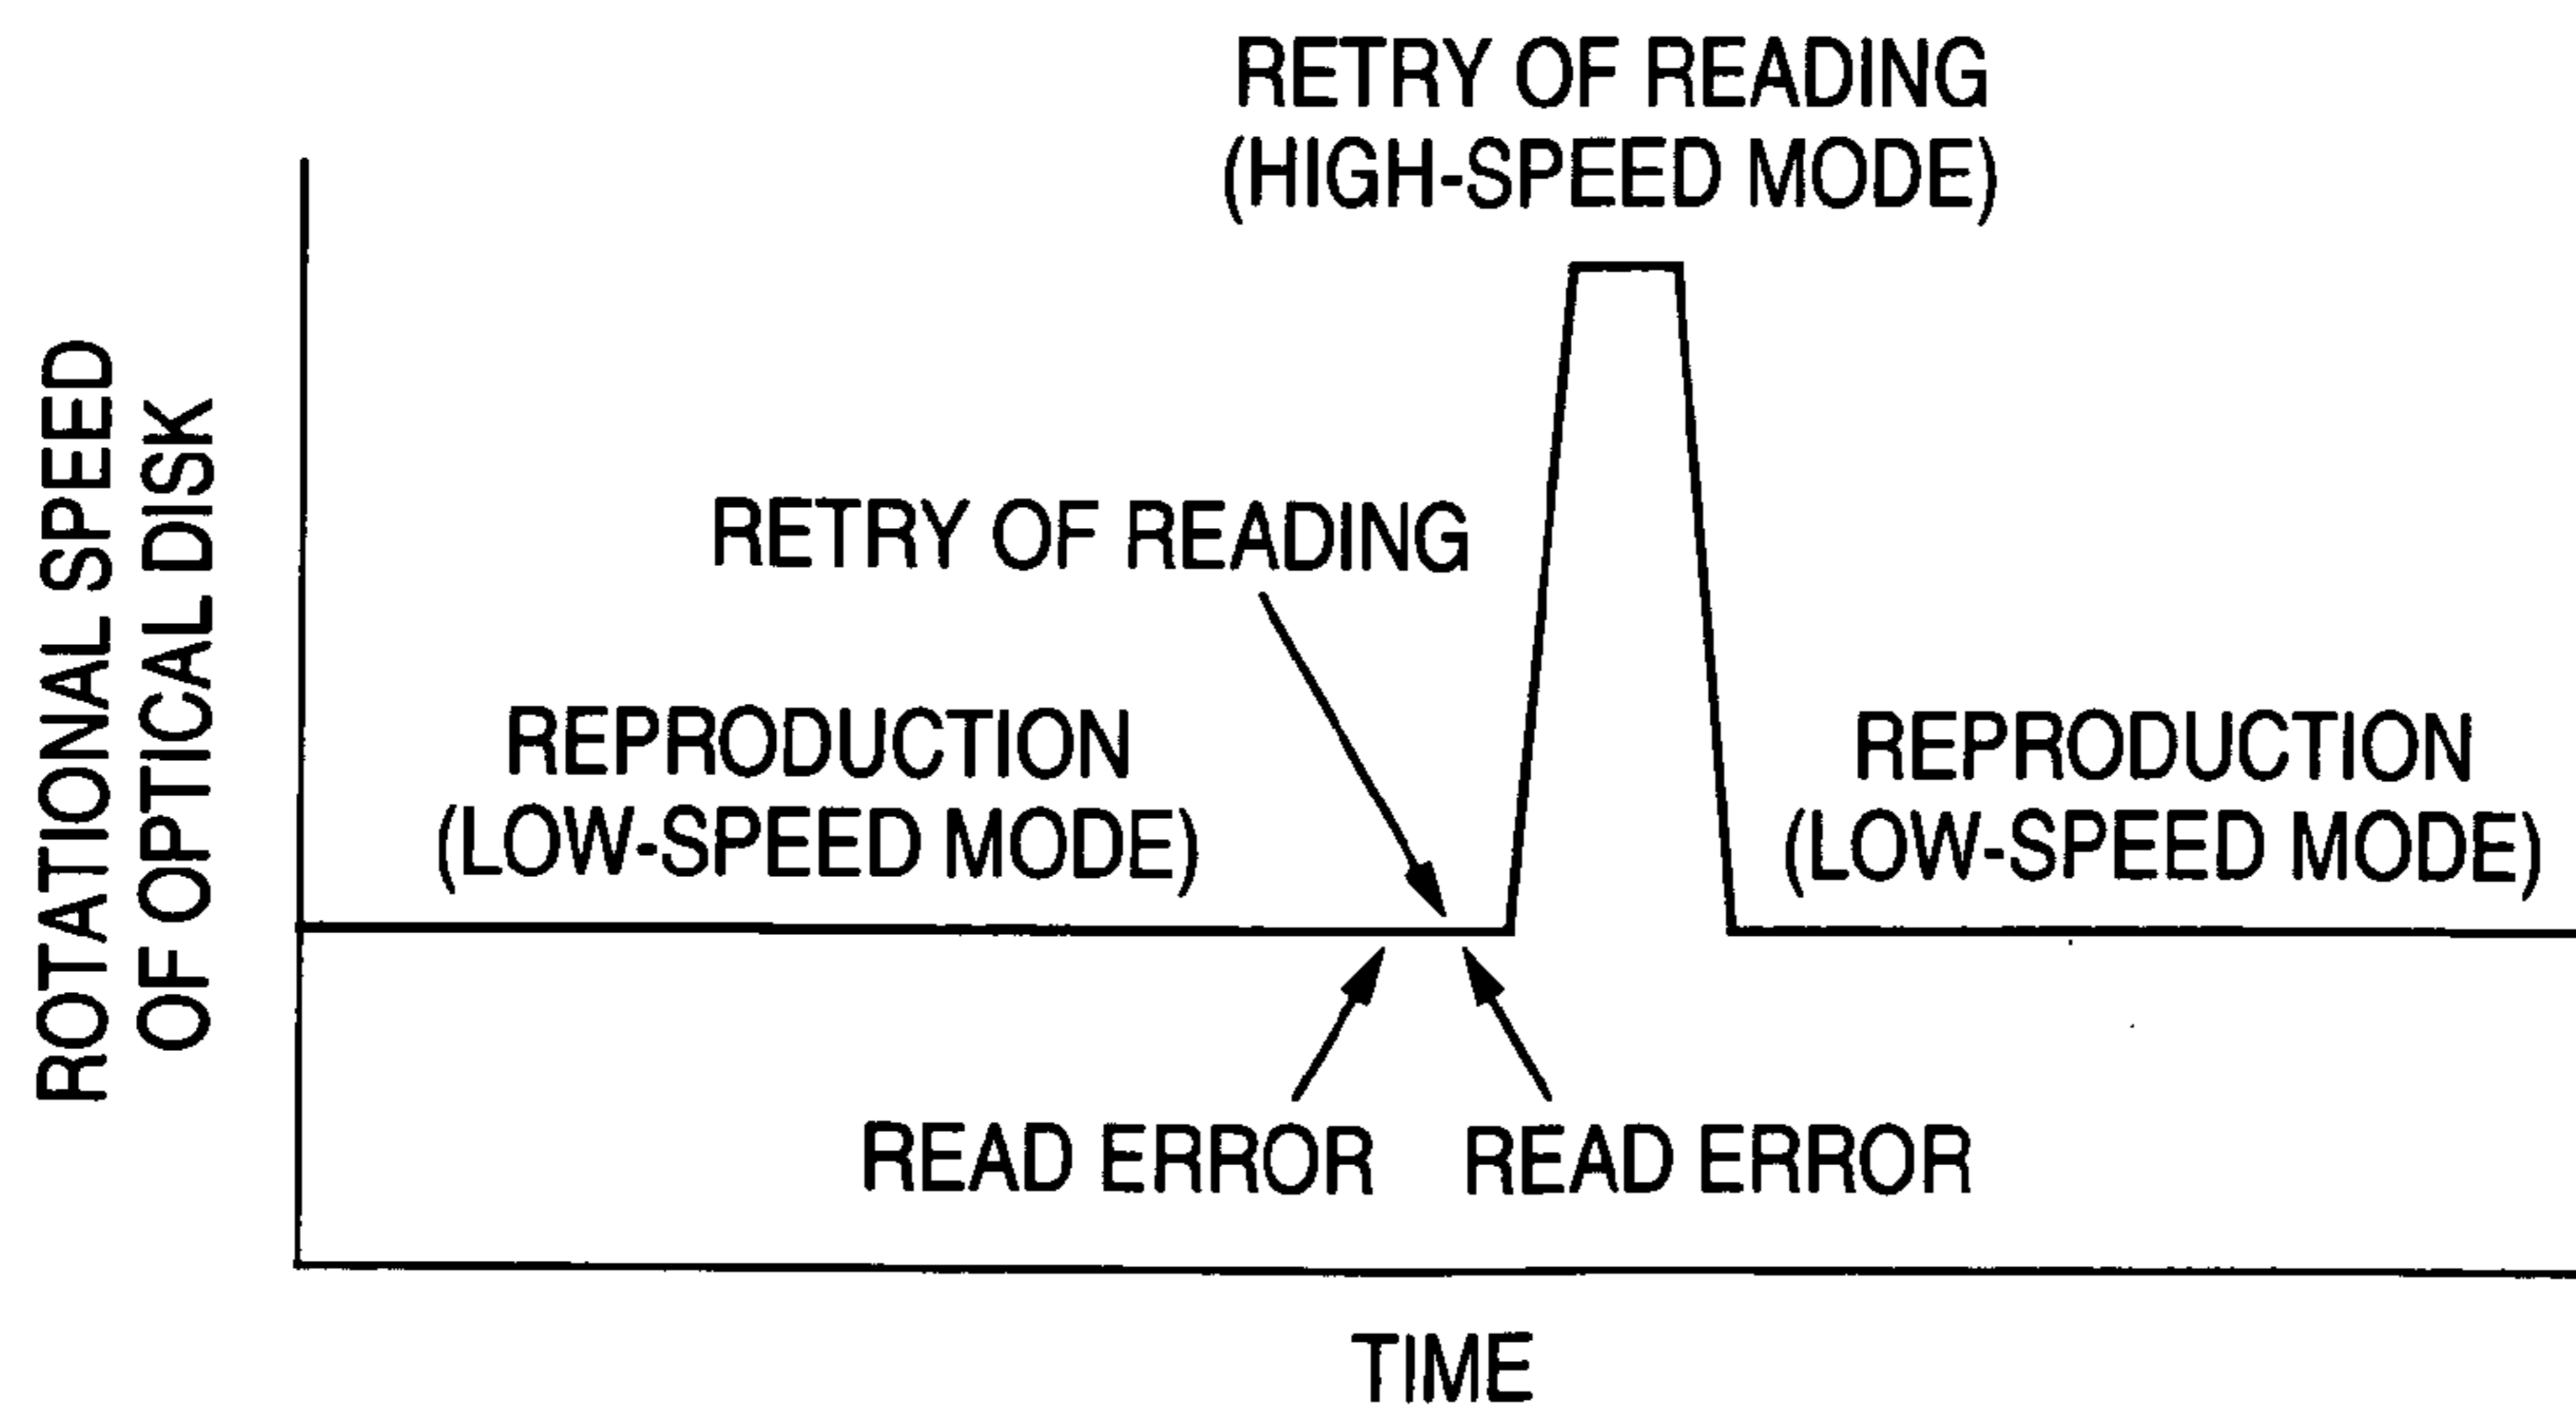 RETRY OF READING
(HIGH-SPEED MODE)
ROTATIONAL SPEED
OF OPTICAL DISK
RETRY OF READING
REPRODUCTION
(LOW-SPEED MODE)
REPRODUCTION
(LOW-SPEED MODE)
READ ERROR
READ ERROR
TIME